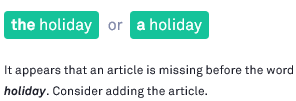 the holiday or a holiday
It appears that an article is missing before the word
holiday. Consider adding the article.